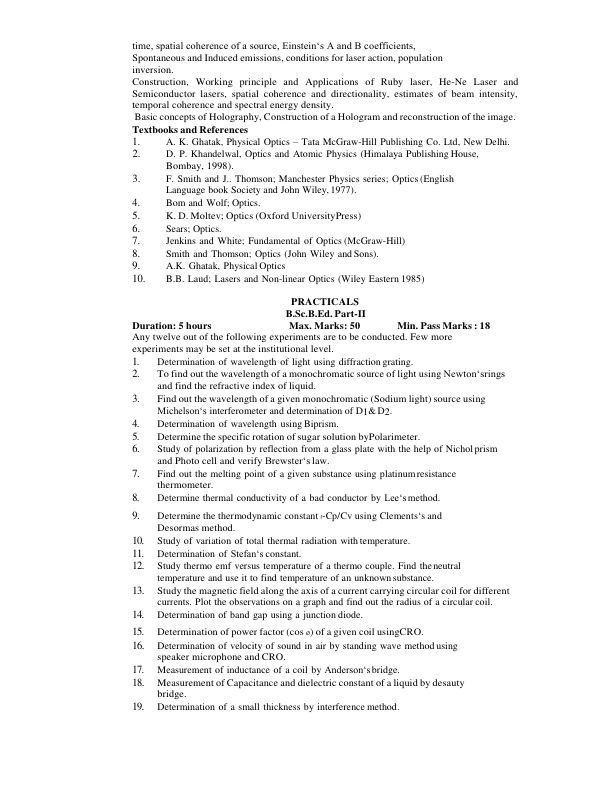 time, spatial coherence of a source, Einstein‘s A and B coefficients,
Spontaneous and Induced emissions, conditions for laser action, population
inversion.
Construction, Working principle and Applications of Ruby laser, He-Ne Laser and
Semiconductor lasers, spatial coherence and directionality, estimates of beam intensity,
temporal coherence and spectral energy density.
Basic concepts of Holography, Construction of a Hologram and reconstruction of the image.
Textbooks and References
1. A. K. Ghatak, Physical Optics – Tata McGraw-Hill Publishing Co. Ltd, New Delhi.
2. D. P. Khandelwal, Optics and Atomic Physics (Himalaya Publishing House,
Bombay, 1998).
3. F. Smith and J.. Thomson; Manchester Physics series; Optics (English
Language book Society and John Wiley, 1977).
4. Bom and Wolf; Optics.
5. K. D. Moltev; Optics (Oxford UniversityPress)
6. Sears; Optics.
7. Jenkins and White; Fundamental of Optics (McGraw-Hill)
8. Smith and Thomson; Optics (John Wiley and Sons).
9. A.K. Ghatak, Physical Optics
10. B.B. Laud; Lasers and Non-linear Optics (Wiley Eastern 1985)
PRACTICALS
B.Sc.B.Ed. Part-II
Duration: 5 hours Max. Marks: 50 Min. Pass Marks : 18
Any twelve out of the following experiments are to be conducted. Few more
experiments may be set at the institutional level.
1. Determination of wavelength of light using diffraction grating.
2. To find out the wavelength of a monochromatic source of light using Newton‘srings
and find the refractive index of liquid.
3. Find out the wavelength of a given monochromatic (Sodium light) source using
Michelson‘s interferometer and determination of D1& D2.
4. Determination of wavelength using Biprism.
5. Determine the specific rotation of sugar solution byPolarimeter.
6. Study of polarization by reflection from a glass plate with the help of Nichol prism
and Photo cell and verify Brewster‘s law.
7. Find out the melting point of a given substance using platinum resistance
thermometer.
8. Determine thermal conductivity of a bad conductor by Lee‘s method.
9. Determine the thermodynamic constant -Cp/Cv using Clements‘s and
Desormas method.
10. Study of variation of total thermal radiation with temperature.
11. Determination of Stefan‘s constant.
12. Study thermo emf versus temperature of a thermo couple. Find the neutral
temperature and use it to find temperature of an unknown substance.
13. Study the magnetic field along the axis of a current carrying circular coil for different
currents. Plot the observations on a graph and find out the radius of a circular coil.
14. Determination of band gap using a junction diode.
15. Determination of power factor (cos ) of a given coil usingCRO.
16. Determination of velocity of sound in air by standing wave method using
speaker microphone and CRO.
17. Measurement of inductance of a coil by Anderson‘s bridge.
18. Measurement of Capacitance and dielectric constant of a liquid by desauty
bridge.
19. Determination of a small thickness by interference method.